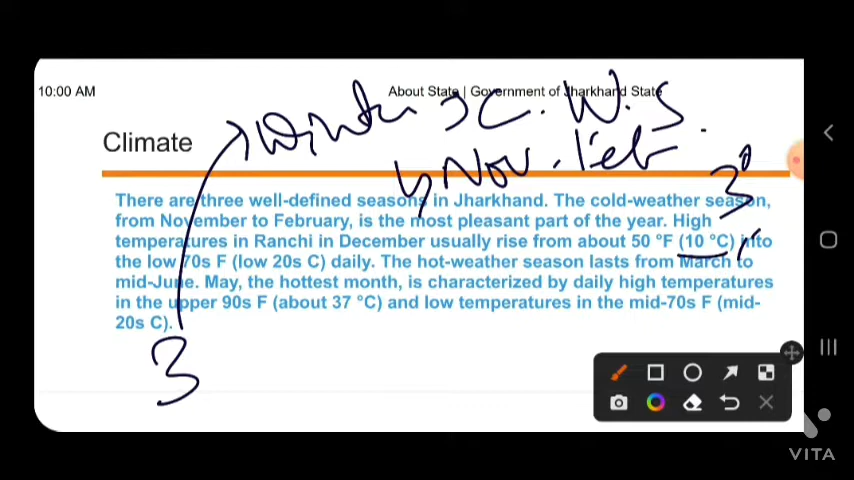 10:00 AM
About State | Government of Jharkhand State
Winter → C. W. S.
Climate
↳ Nov. Feb
There are three well-defined seasons in Jharkhand. The cold-weather season,
from November to February, is the most pleasant part of the year. High
temperatures in Ranchi in December usually rise from about 50 °F (10 °C) into
the low 70s F (low 20s C) daily. The hot-weather season lasts from March to
mid-June. May, the hottest month, is characterized by daily high temperatures
in the upper 90s F (about 37 °C) and low temperatures in the mid-70s F (mid-
20s C).
3
VITA